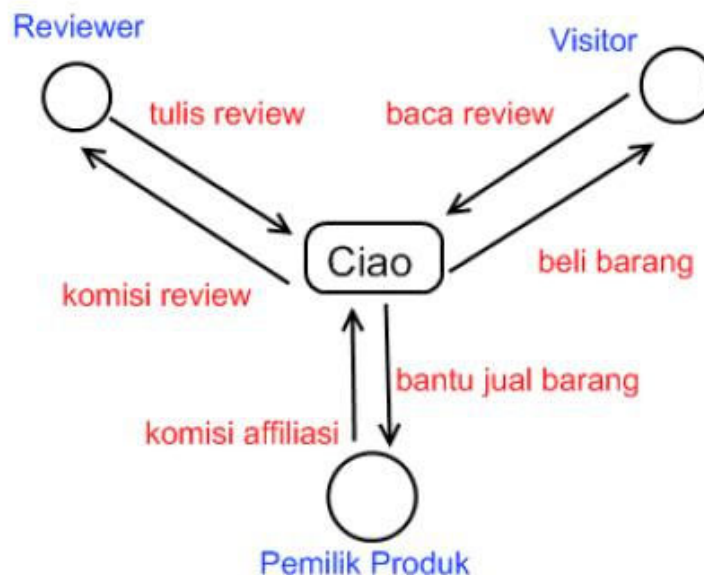 Reviewer
Visitor
tulis review
baca review
Ciao
komisi review
beli barang
bantu jual barang
komisi affiliasi
Pemilik Produk